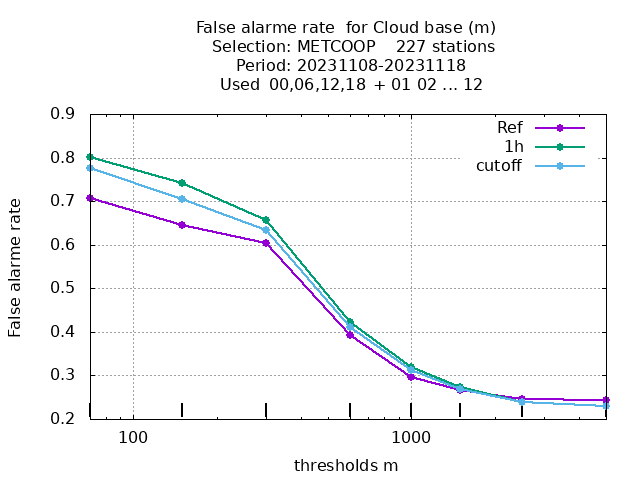 False alarme rate  for Cloud base (m)
Selection: METCOOP    227 stations
Period: 20231108-20231118
Used  00,06,12,18  + 01 02 ... 12
Ref
1h
cutoff
0.9
0.8
0.7
0.6
0.5
0.4
0.3
0.2
False alarme rate
100
1000
thresholds m